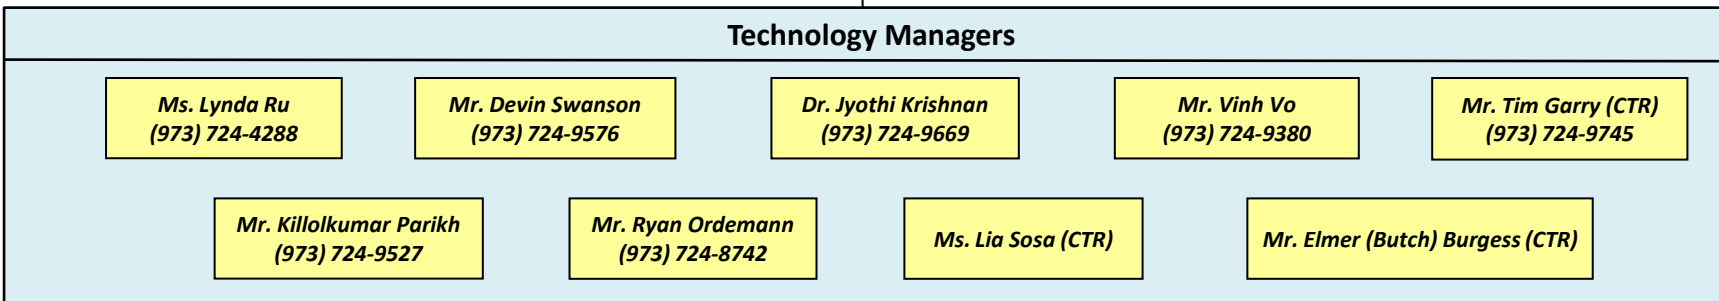 Technology Managers
Ms. Lynda Ru
(973) 724-4288
Mr. Devin Swanson
(973) 724-9576
Dr. Jyothi Krishnan
(973) 724-9669
Mr. Vinh Vo
(973) 724-9380
Mr. Tim Garry (CTR)
(973) 724-9745
Mr. Killolkumar Parikh
(973) 724-9527
Mr. Ryan Ordemann
(973) 724-8742
Ms. Lia Sosa (CTR)
Mr. Elmer (Butch) Burgess (CTR)